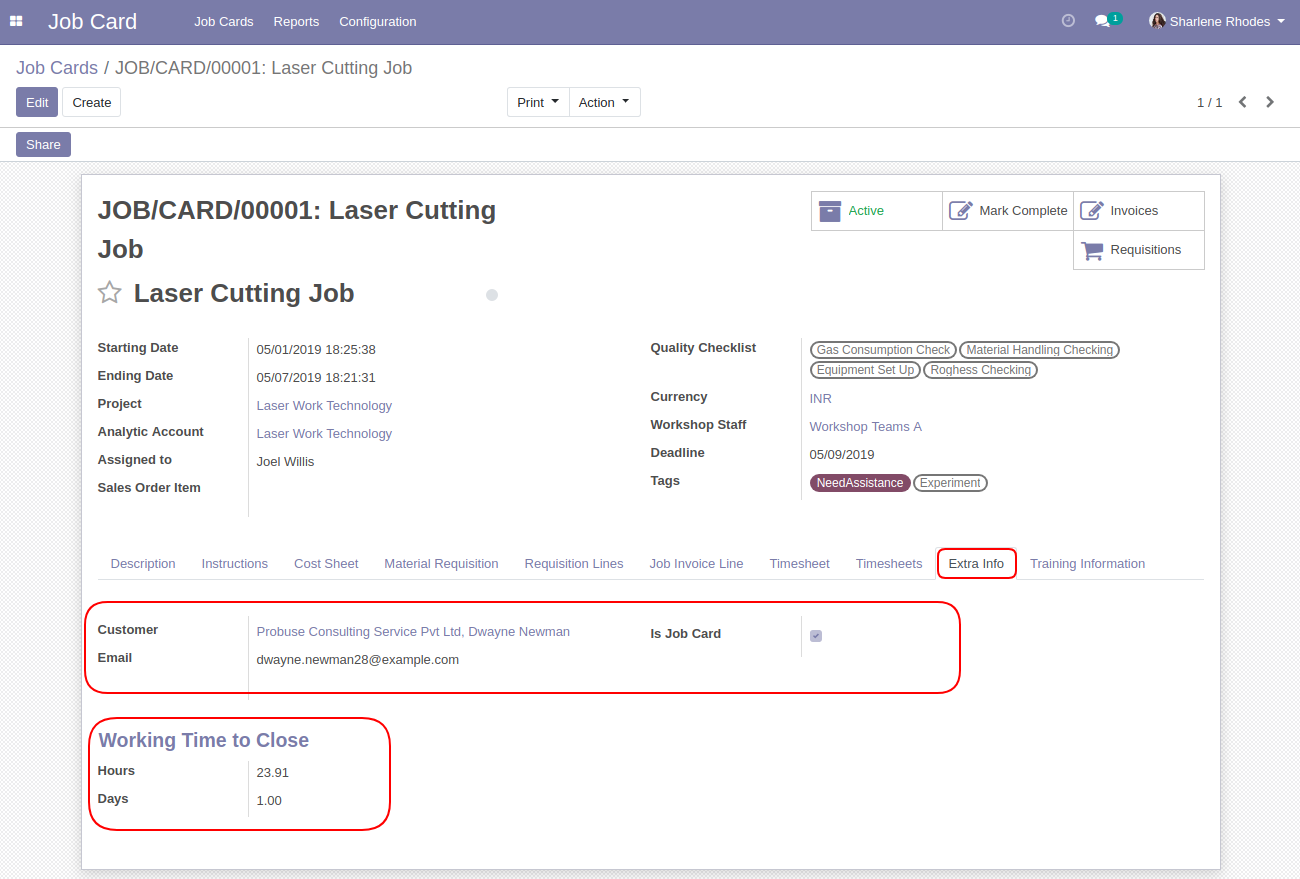 Job Card Job Cards Reports Configuration 1 Sharlene Rhodes
Job Cards / JOB/CARD/00001: Laser Cutting Job
Edit Create Print Action 1 / 1
Share
JOB/CARD/00001: Laser Cutting
Job
Active Mark Complete Invoices
Requisitions
Laser Cutting Job
Starting Date 05/01/2019 18:25:38
Ending Date 05/07/2019 18:21:31
Project Laser Work Technology
Analytic Account Laser Work Technology
Assigned to Joel Willis
Sales Order Item
Quality Checklist Gas Consumption Check Material Handling Checking
Equipment Set Up Roghess Checking
Currency INR
Workshop Staff Workshop Teams A
Deadline 05/09/2019
Tags NeedAssistance Experiment
Description Instructions Cost Sheet Material Requisition Requisition Lines Job Invoice Line Timesheet Timesheets Extra Info Training Information
Customer Probuse Consulting Service Pvt Ltd, Dwayne Newman
Email dwayne.newman28@example.com
Is Job Card
Working Time to Close
Hours 23.91
Days 1.00